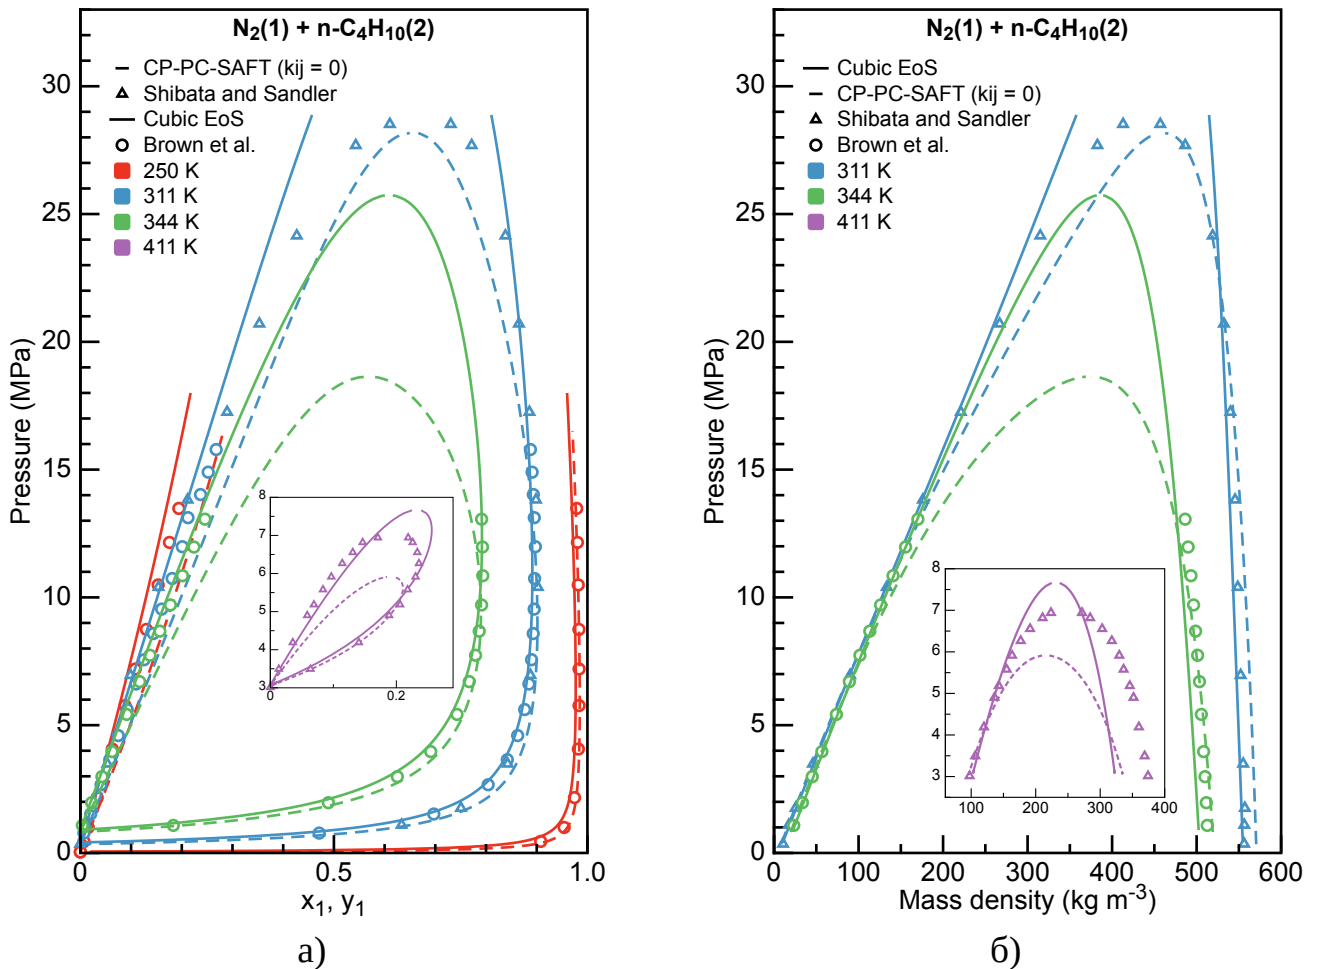 N₂(1) + n-C₄H₁₀(2)
CP-PC-SAFT (kij = 0)
Shibata and Sandler
Cubic EoS
Brown et al.
250 K
311 K
344 K
411 K
Pressure (MPa)
30
25
20
15
10
5
0
8
7
6
5
4
3
0
0.2
0
0.5
1.0
x₁, y₁
а)
N₂(1) + n-C₄H₁₀(2)
Cubic EoS
CP-PC-SAFT (kij = 0)
Shibata and Sandler
Brown et al.
311 K
344 K
411 K
Pressure (MPa)
30
25
20
15
10
5
0
8
7
6
5
4
3
100 200 300 400
0 100 200 300 400 500 600
Mass density (kg m⁻³)
б)